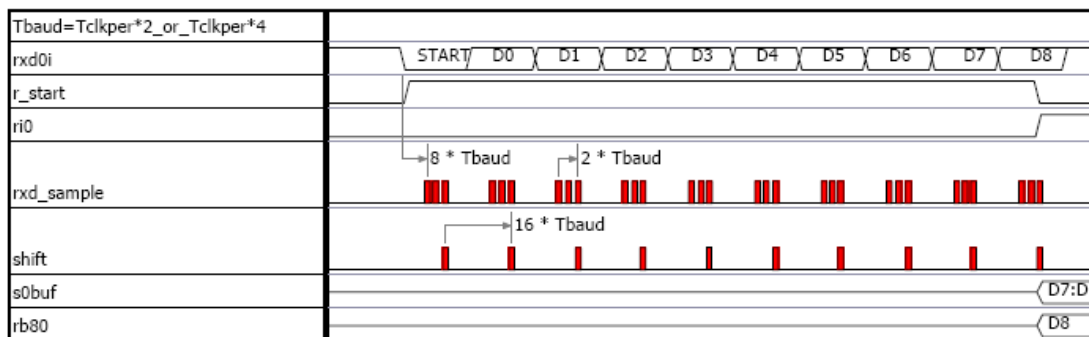 Tbaud=Tclkper*2_or_Tclkper*4
rxd0i START D0 D1 D2 D3 D4 D5 D6 D7 D8
r_start
ri0
8 * Tbaud 2 * Tbaud
rxd_sample
16 * Tbaud
shift
s0buf D7:D
rb80 D8